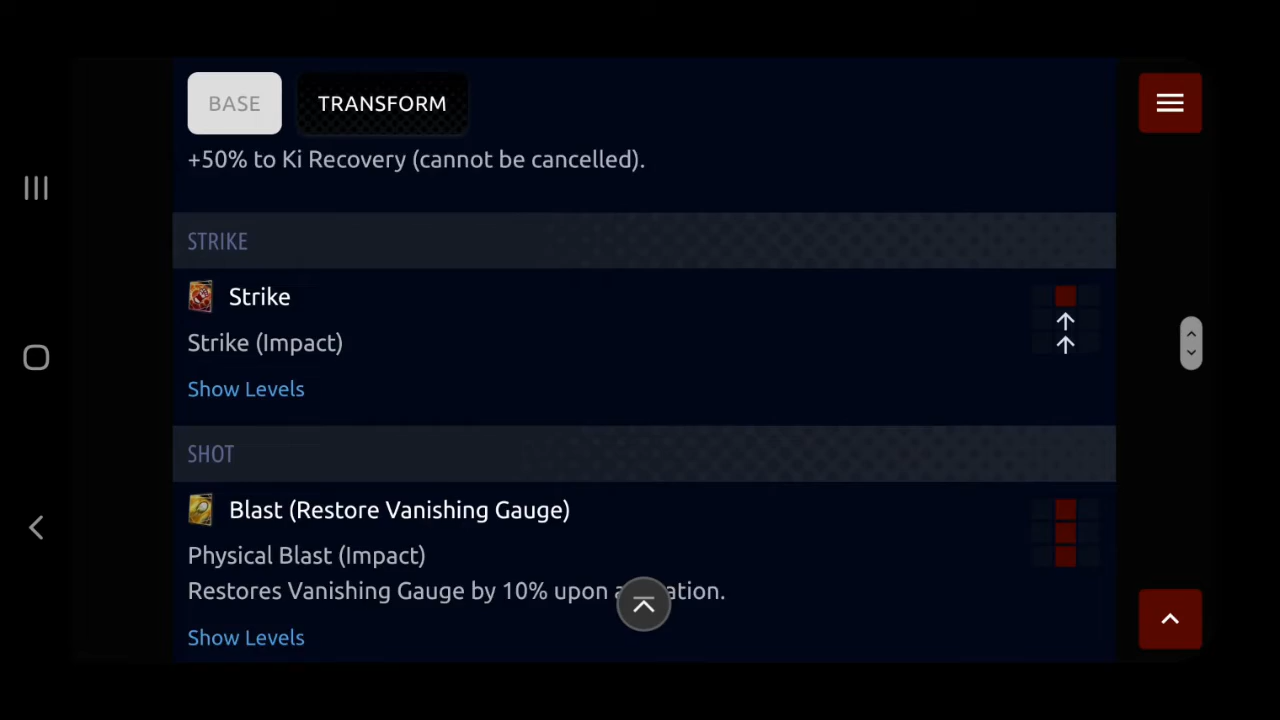 BASE TRANSFORM
+50% to Ki Recovery (cannot be cancelled).
STRIKE
Strike
Strike (Impact)
Show Levels
SHOT
Blast (Restore Vanishing Gauge)
Physical Blast (Impact)
Restores Vanishing Gauge by 10% upon
Show Levels